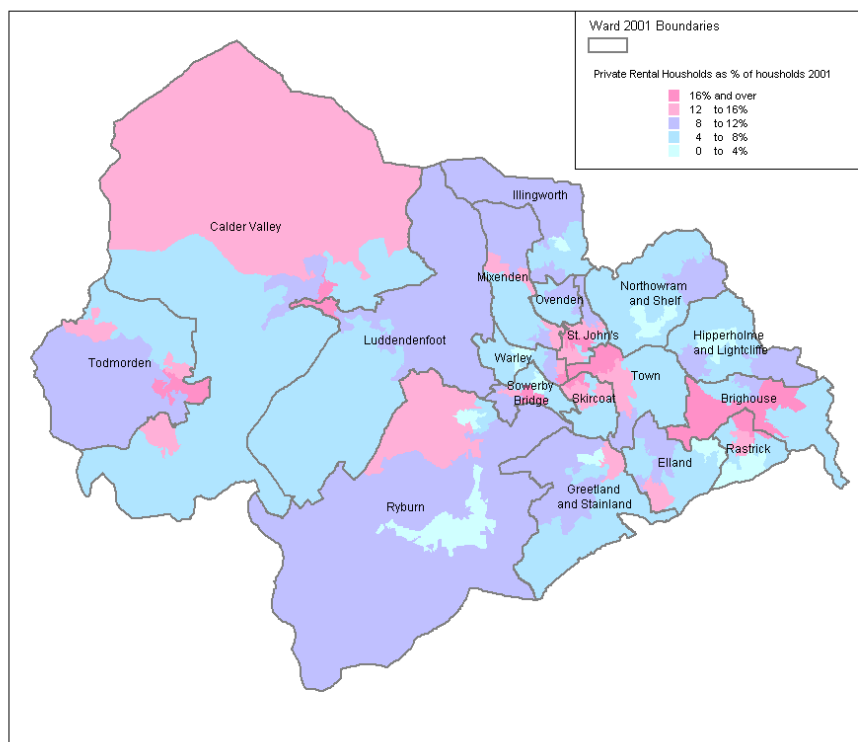 Ward 2001 Boundaries
Private Rental Housholds as % of housholds 2001
16% and over
12 to 16%
8 to 12%
4 to 8%
0 to 4%
Illingworth
Calder Valley
Mixenden
Northowram
and Shelf
Ovenden
St. John's
Hipperholme
and Lightcliffe
Luddendenfoot
Warley
Todmorden
Town
Sowerby
Bridge
Skircoat
Brighouse
Rastrick
Elland
Greetland
and Stainland
Ryburn